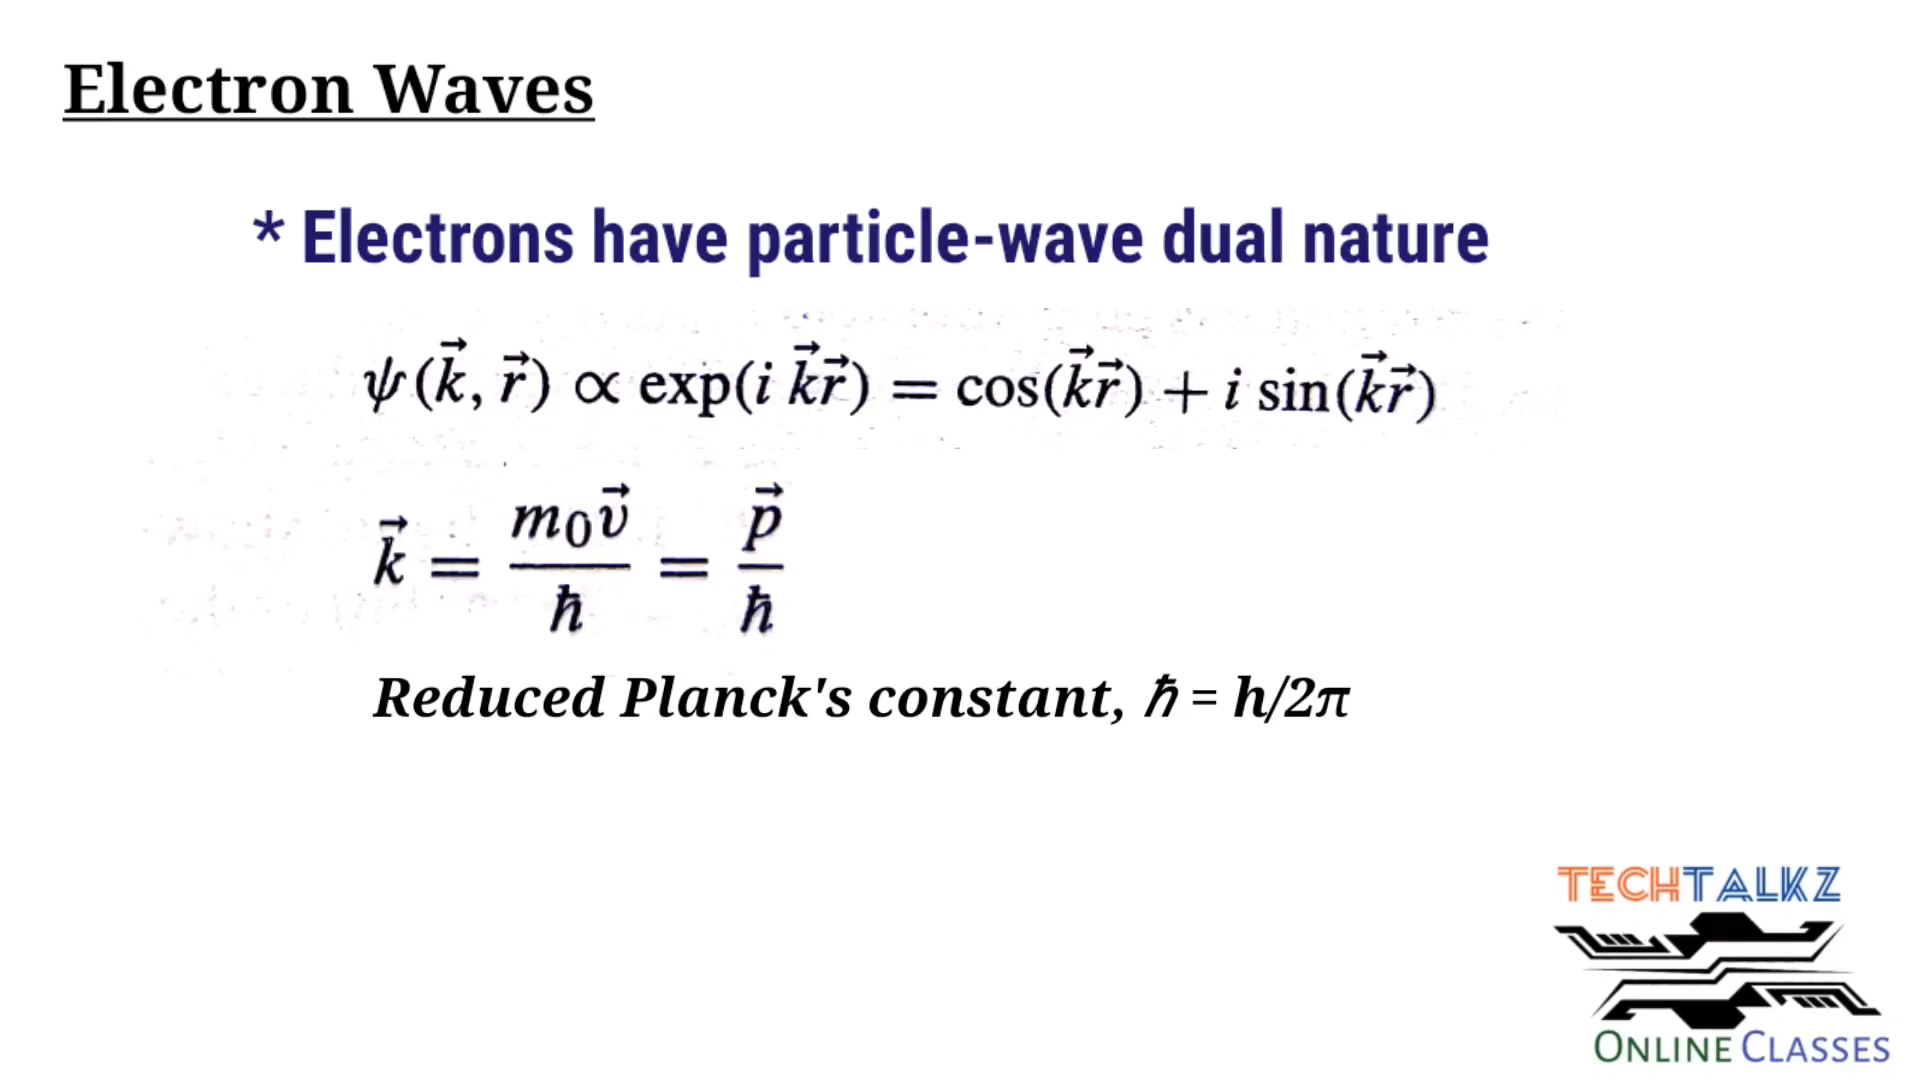 Electron Waves
* Electrons have particle-wave dual nature
ψ(k⃗, r⃗) ∝ exp(i k⃗r⃗) = cos(k⃗r⃗) + i sin(k⃗r⃗)
k⃗ = m₀v⃗/ħ = p⃗/ħ
Reduced Planck's constant, ℏ = h/2π
TECHTALKZ
ONLINE CLASSES